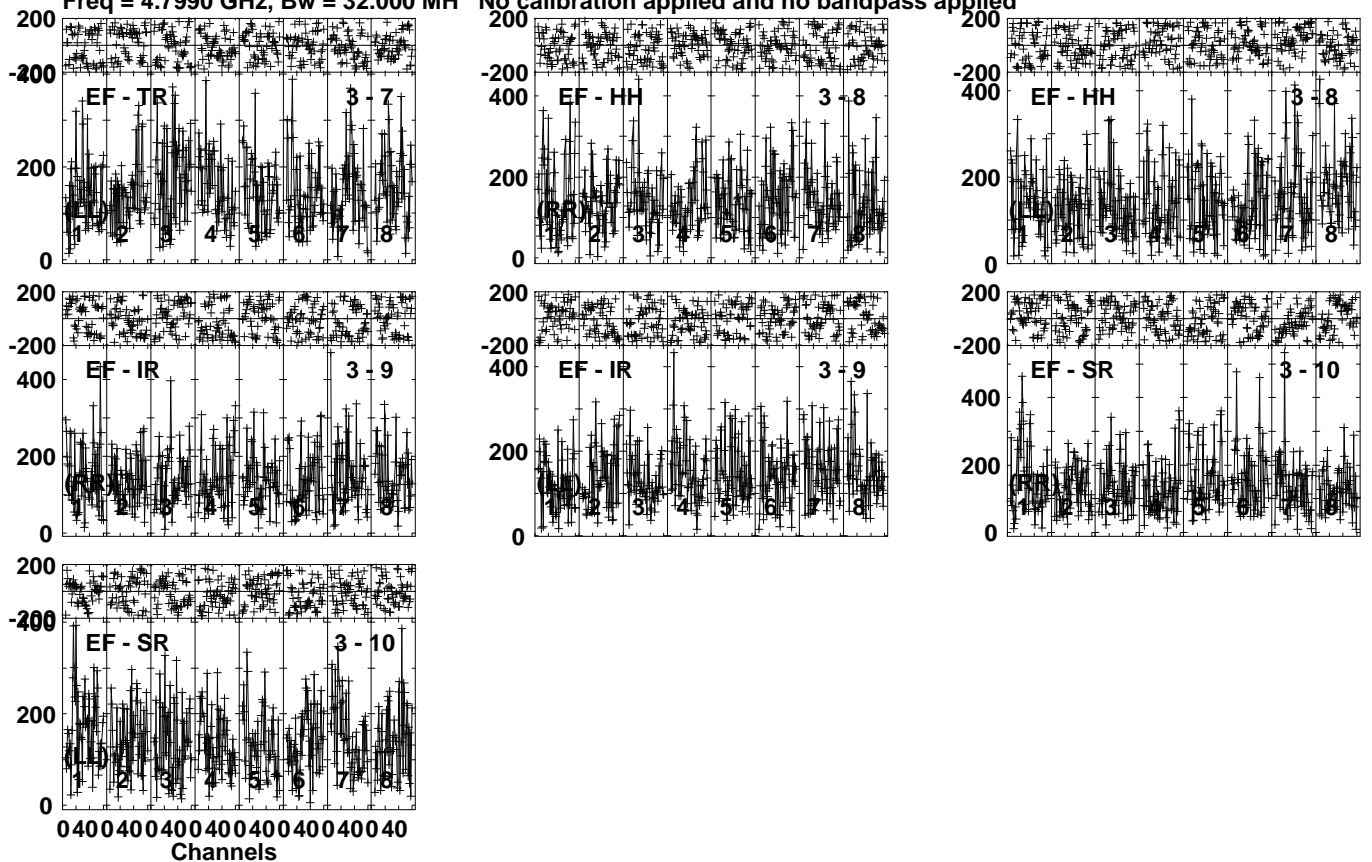 Freq = 4.7990 GHz, Bw = 32.000 MH No calibration applied and no bandpass applied
200 200 200
-200 -200 -200
400 EF - TR 3 - 7 400 EF - HH 3 - 8 400 EF - HH 3 - 8
200 200 200
(LL) (RR) (LL)
1 2 3 4 5 6 7 8 1 2 3 4 5 6 7 8 1 2 3 4 5 6 7 8
0 0 0
200 200 200
-200 -200 -200
400 EF - IR 3 - 9 400 EF - IR 3 - 9 EF - SR 3 - 10
400
200 200 200
(RR) (LL) (RR)
1 2 3 4 5 6 7 8 1 2 3 4 5 6 7 8 1 2 3 4 5 6 7 8
0 0 0
200
-200
400 EF - SR 3 - 10
200
(LL)
1 2 3 4 5 6 7 8
0
0 40 0 40 0 40 0 40 0 40 0 40 0 40 0 40
Channels